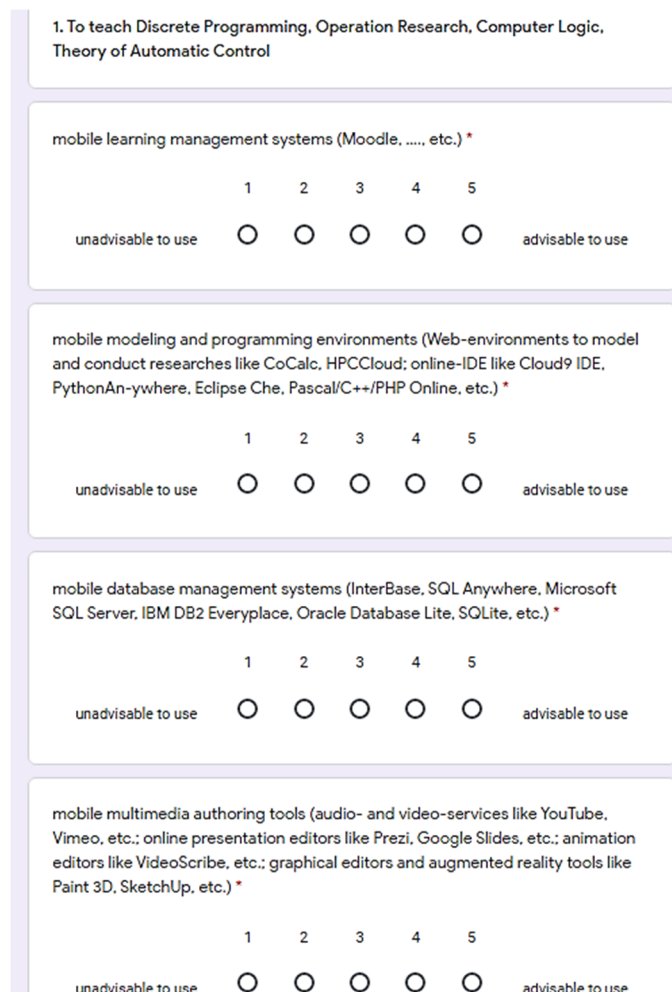 1. To teach Discrete Programming, Operation Research, Computer Logic,
Theory of Automatic Control
mobile learning management systems (Moodle, ...., etc.) *
1 2 3 4 5
unadvisable to use advisable to use
mobile modeling and programming environments (Web-environments to model
and conduct researches like CoCalc, HPCCloud; online-IDE like Cloud9 IDE,
PythonAn-ywhere, Eclipse Che, Pascal/C++/PHP Online, etc.) *
1 2 3 4 5
unadvisable to use advisable to use
mobile database management systems (InterBase, SQL Anywhere, Microsoft
SQL Server, IBM DB2 Everyplace, Oracle Database Lite, SQLite, etc.) *
1 2 3 4 5
unadvisable to use advisable to use
mobile multimedia authoring tools (audio- and video-services like YouTube,
Vimeo, etc.; online presentation editors like Prezi, Google Slides, etc.; animation
editors like VideoScribe, etc.; graphical editors and augmented reality tools like
Paint 3D, SketchUp, etc.) *
1 2 3 4 5
unadvisable to use advisable to use